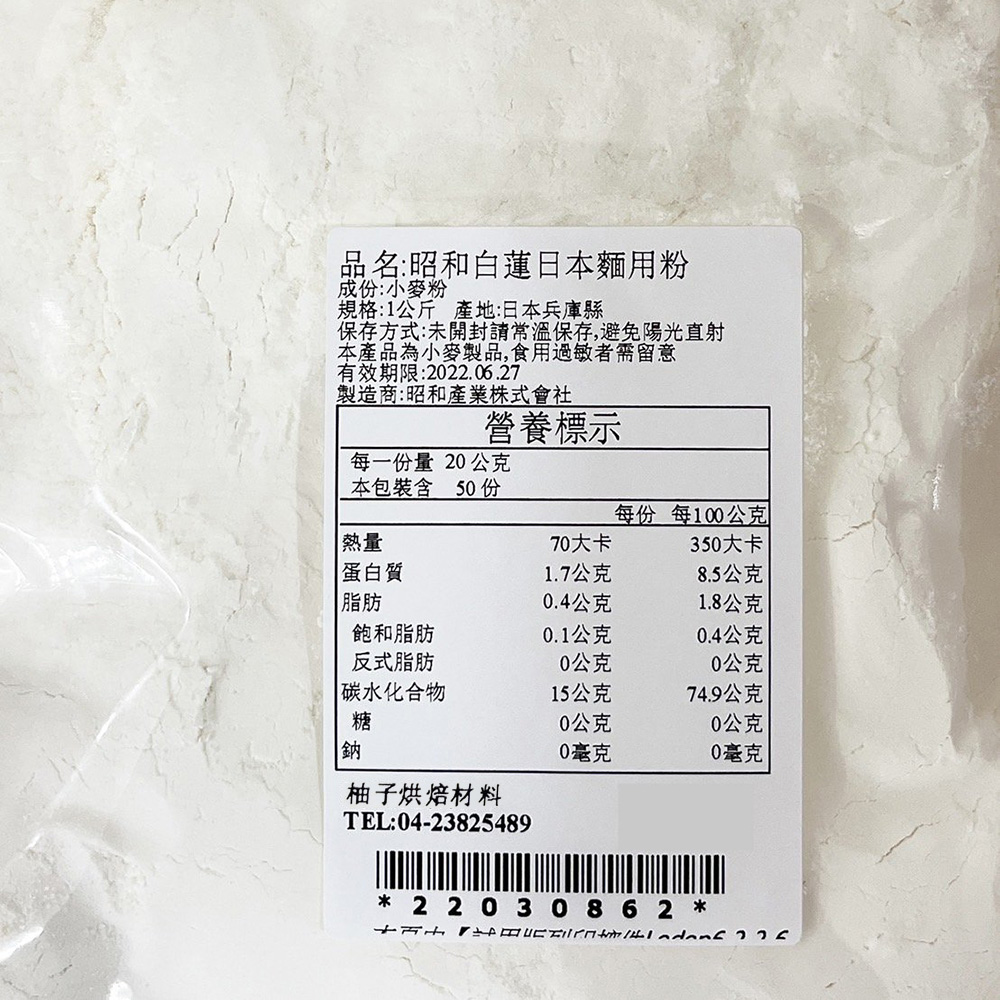 品名:昭和白蓮日本麵用粉
成份:小麥粉
規格:1公斤 產地:日本兵庫縣
保存方式:未開封請常溫保存,避免陽光直射
本產品為小麥製品,食用過敏者需留意
有效期限:2022.06.27
製造商:昭和產業株式會社
營養標示
每一份量 20公克
本包裝含 50份
每份 每100公克
熱量 70大卡 350大卡
蛋白質 1.7公克 8.5公克
脂肪 0.4公克 1.8公克
飽和脂肪 0.1公克 0.4公克
反式脂肪 0公克 0公克
碳水化合物 15公克 74.9公克
糖 0公克 0公克
鈉 0毫克 0毫克
柚子烘焙材料
TEL:04-23825489
*22030862*